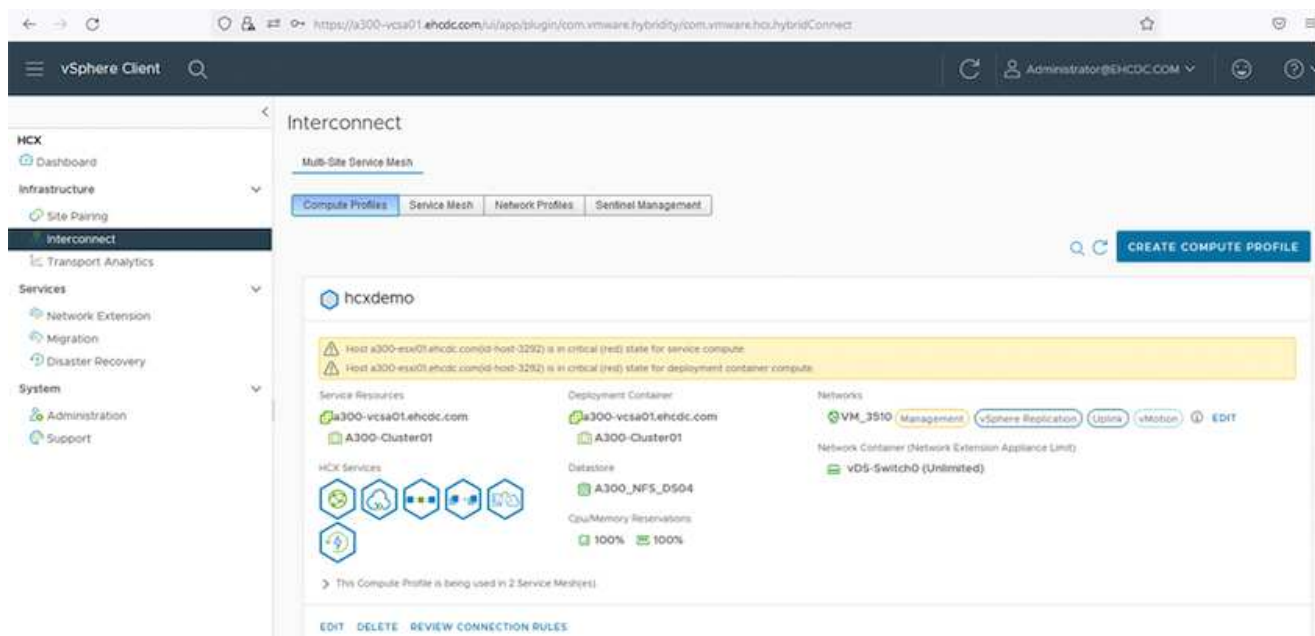 https://a300-vcsa01.ehcdc.com/ui/app/plugin/com.vmware.hybridity/com.vmware.hcx.hybridConnect
vSphere Client
Administrator@EHCDC.COM
HCX
Dashboard
Infrastructure
Site Pairing
Interconnect
Transport Analytics
Services
Network Extension
Migration
Disaster Recovery
System
Administration
Support
Interconnect
Multi-Site Service Mesh
Compute Profiles Service Mesh Network Profiles Sentinel Management
CREATE COMPUTE PROFILE
hcxdemo
Host a300-esxi01.ehcdc.com(id-host-3292) is in critical (red) state for service compute
Host a300-esxi01.ehcdc.com(id-host-3292) is in critical (red) state for deployment container compute.
Service Resources
a300-vcsa01.ehcdc.com
A300-Cluster01
HCX Services
Deployment Container
a300-vcsa01.ehcdc.com
A300-Cluster01
Datastore
A300_NFS_DS04
Cpu/Memory Reservations
100% 100%
Networks
VM_3510 Management vSphere Replication Uplink vMotion EDIT
Network Container (Network Extension Appliance Limit)
vDS-Switch0 (Unlimited)
This Compute Profile is being used in 2 Service Mesh(es).
EDIT DELETE REVIEW CONNECTION RULES